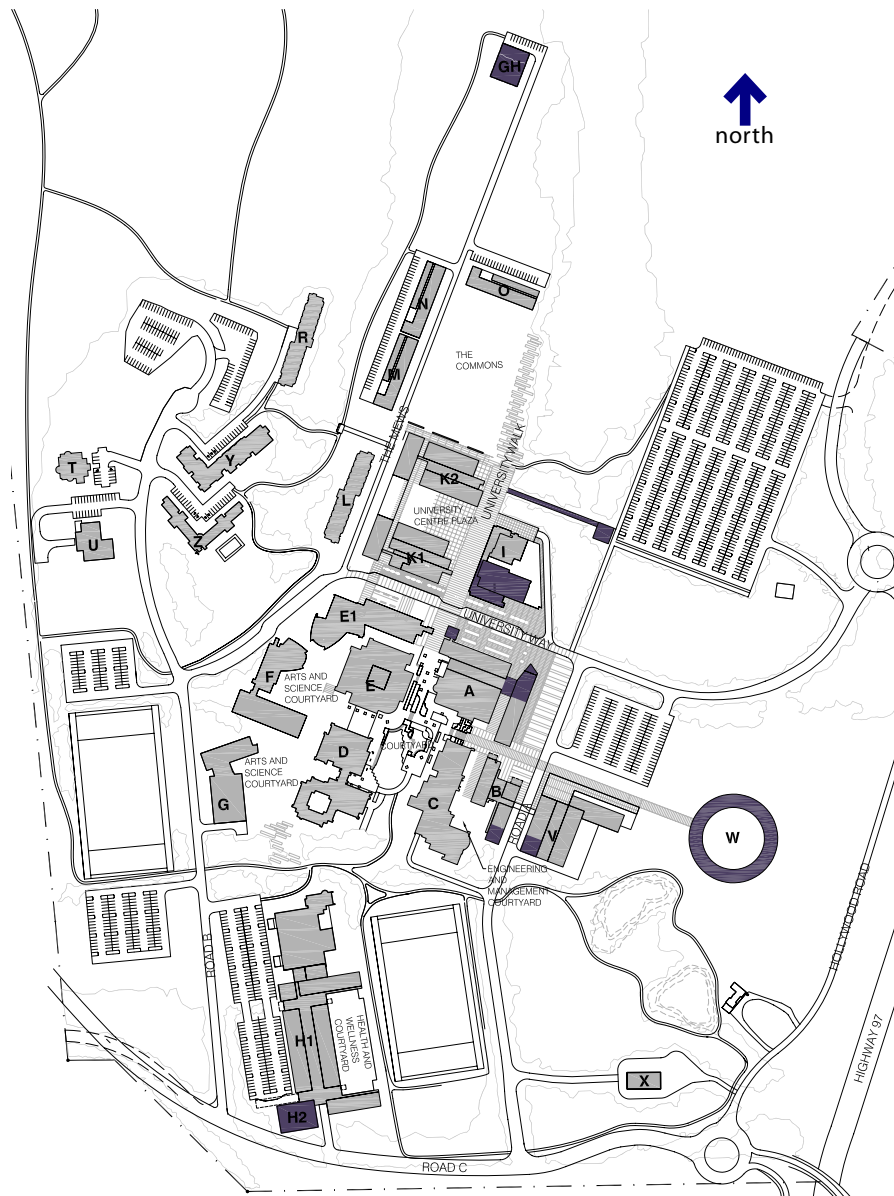 GH
north
N
O
R
THE
COMMONS
M
THE MEWS
UNIVERSITY WALK
T
Y
K2
L
UNIVERSITY
CENTRE PLAZA
U
Z
I
K1
J
E1
UNIVERSITY WAY
F
ARTS AND
SCIENCE
COURTYARD
E
A
D
COURTYARD
ARTS AND
SCIENCE
COURTYARD
G
C
B
ROAD A
V
W
ENGINEERING
AND
MANAGEMENT
COURTYARD
HOLLYWOOD ROAD
ROAD B
H1
HEALTH AND
WELLNESS
COURTYARD
X
HIGHWAY 97
H2
ROAD C